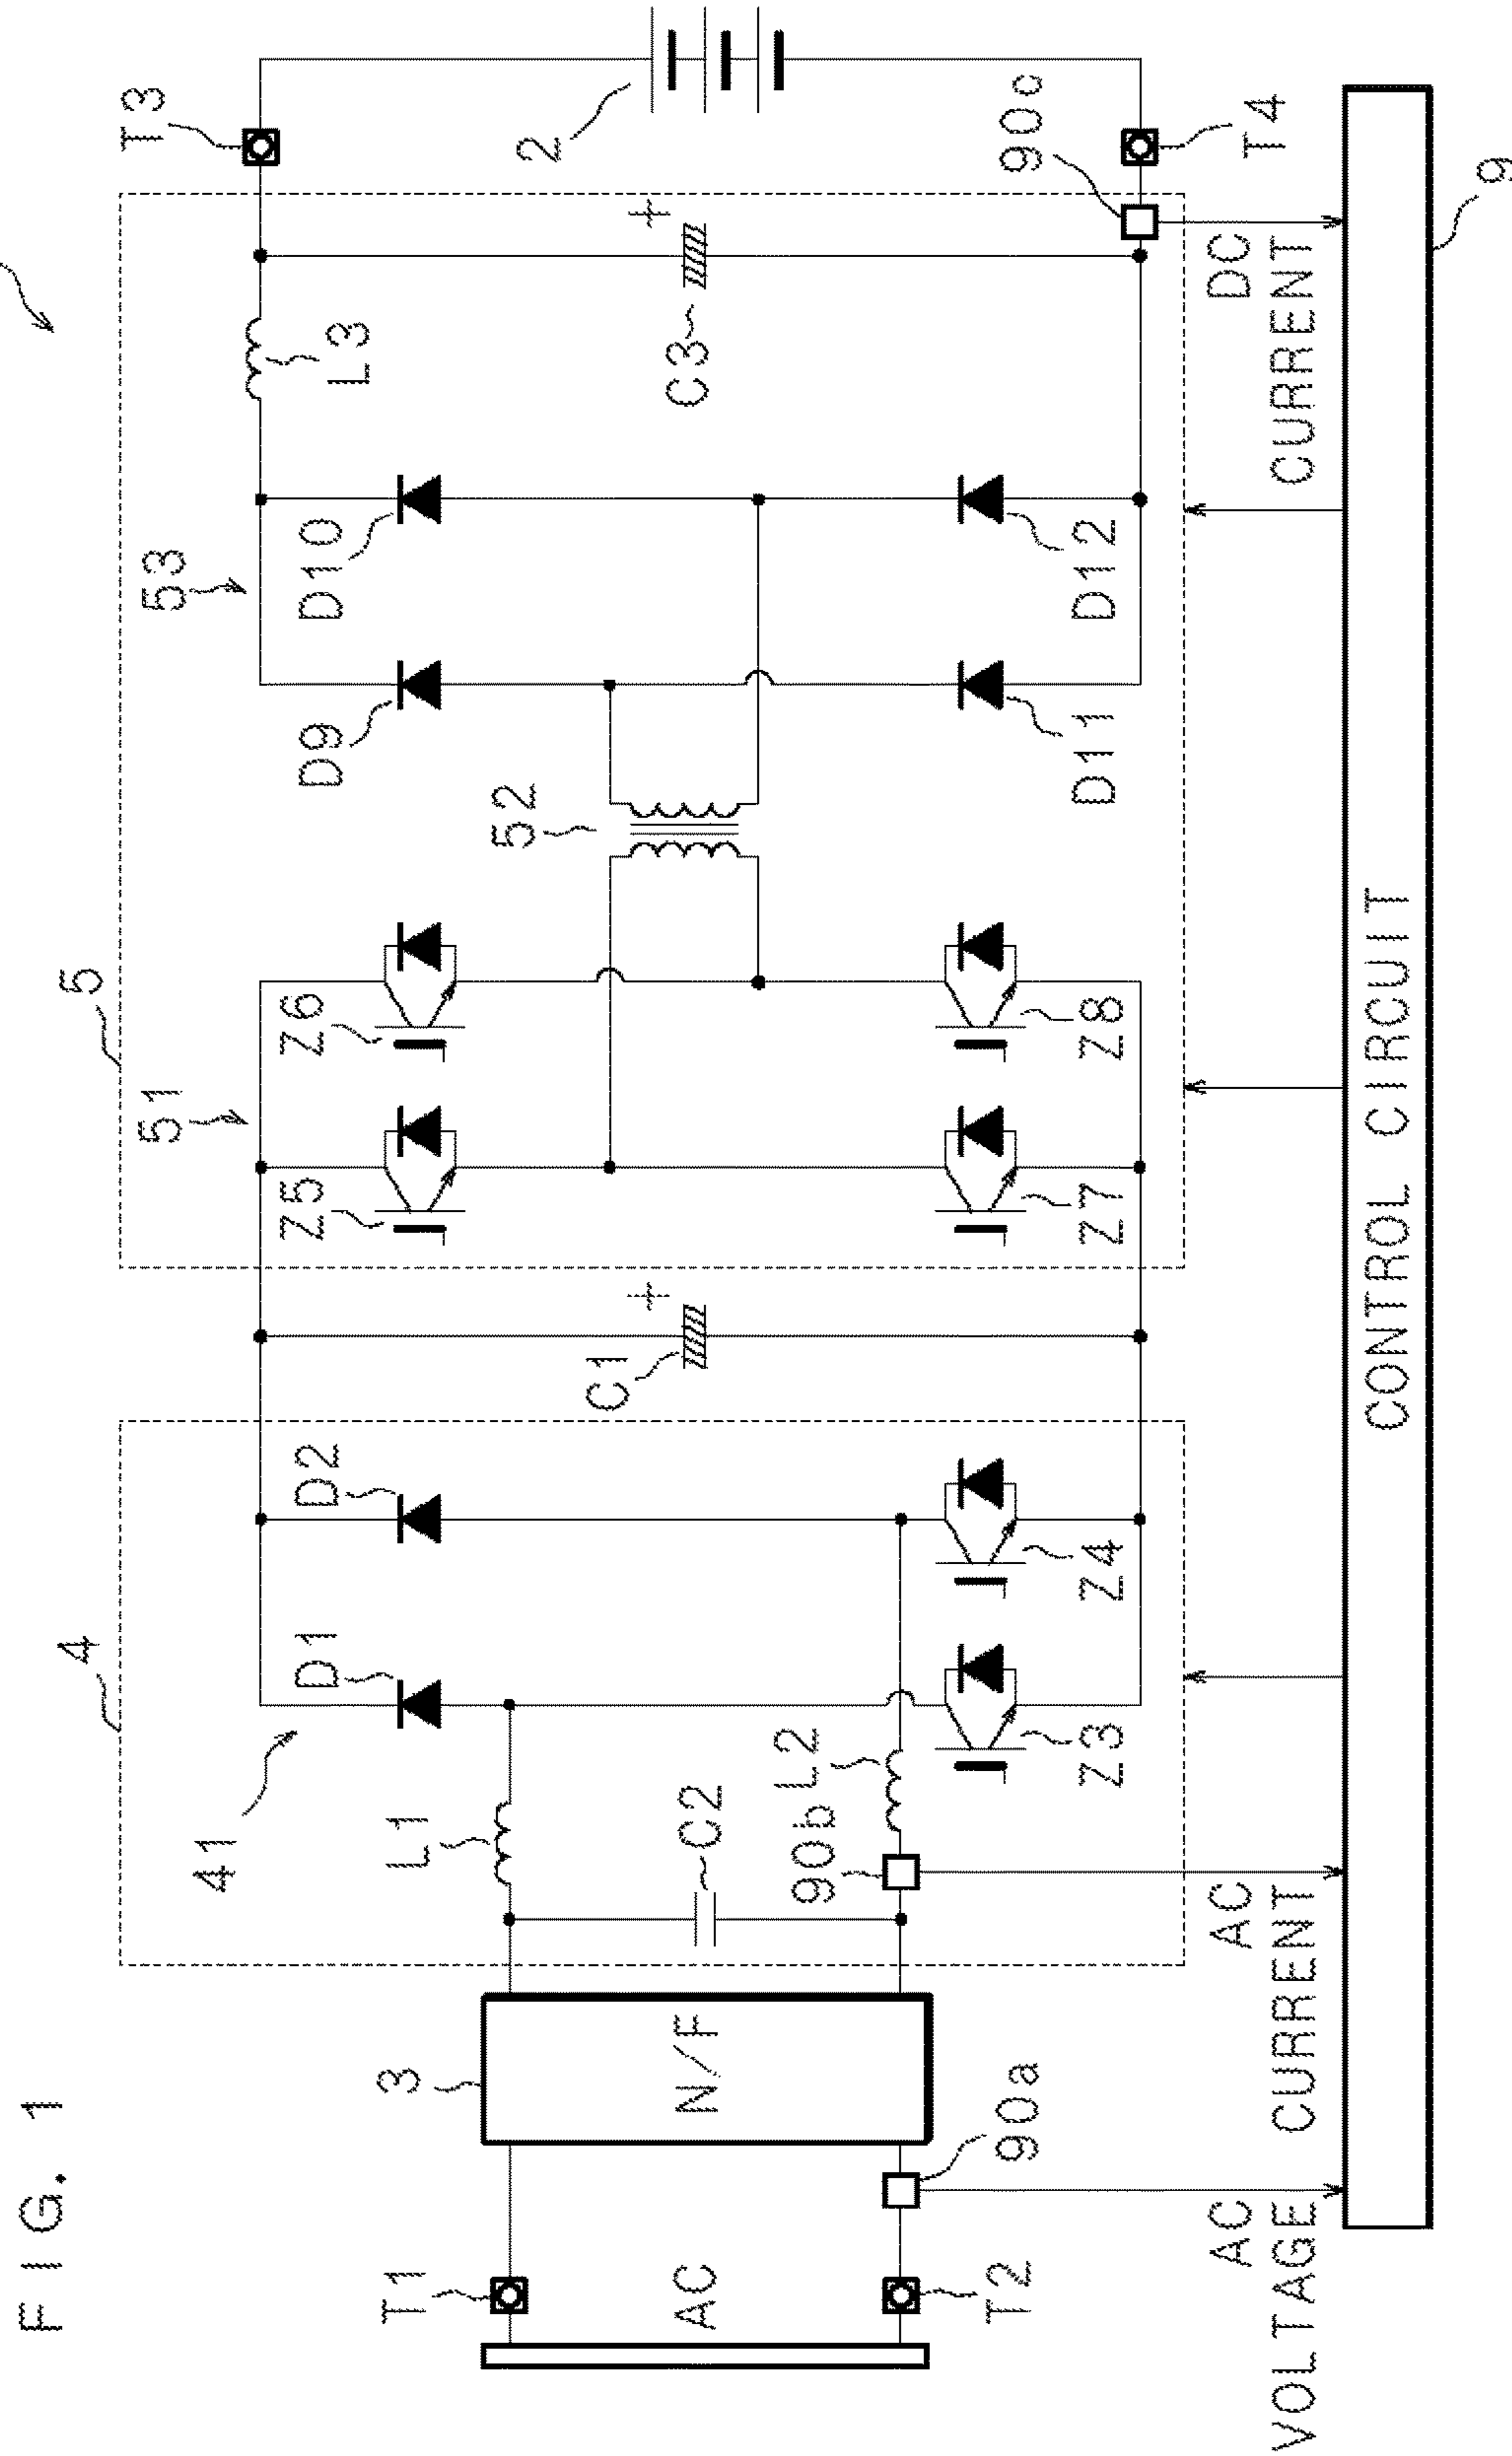 FIG. 1
4
5
41
51
53
T3
D1
D2
Z5
Z6
D9
D10
L3
T1
3
L1
C1
52
2
AC
N/F
C2
C3
L2
90b
T2
90a
Z3
Z4
Z7
Z8
D11
D12
90c
T4
AC
VOLTAGE
AC
CURRENT
DC
CURRENT
CONTROL CIRCUIT
9